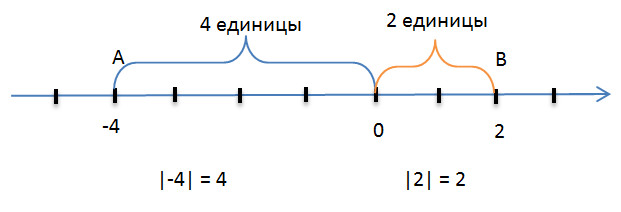 4 единицы 2 единицы
A B
-4 0 2
|-4| = 4 |2| = 2